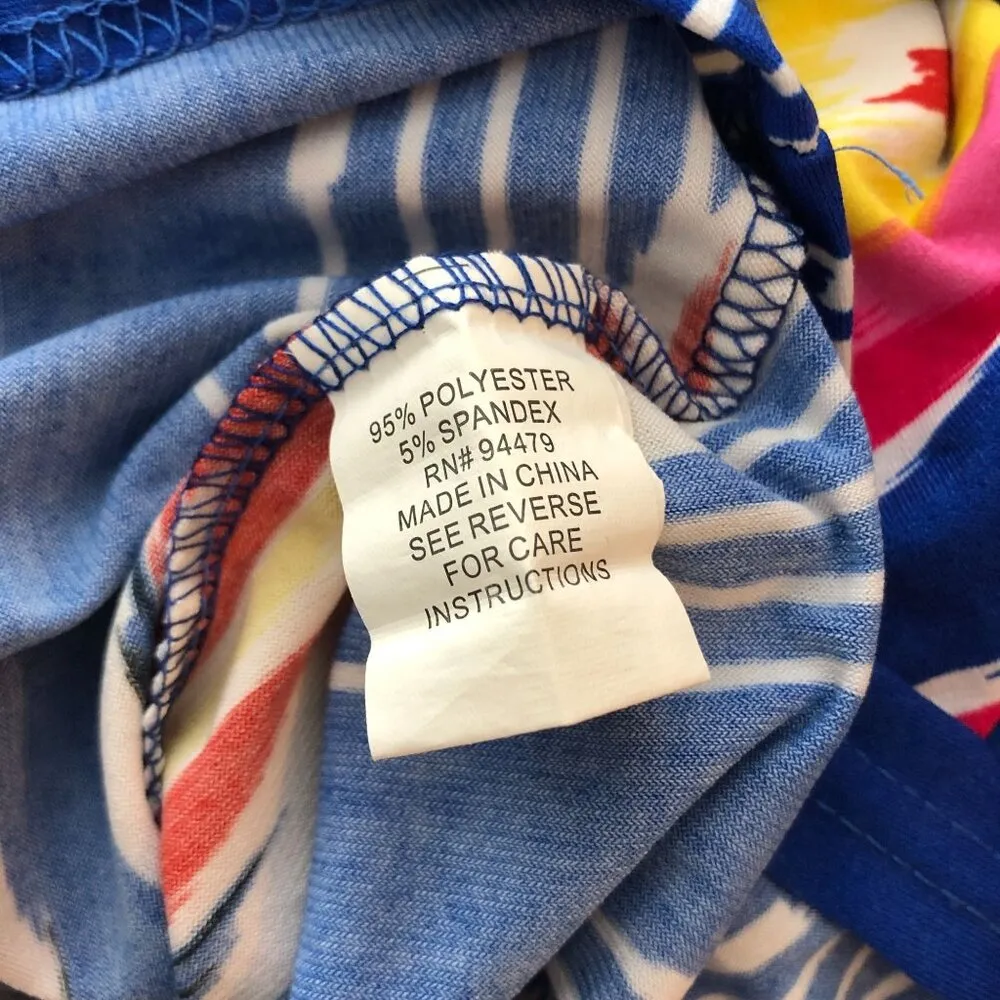 95% POLYESTER
5% SPANDEX
RN# 94479
MADE IN CHINA
SEE REVERSE
FOR CARE
INSTRUCTIONS